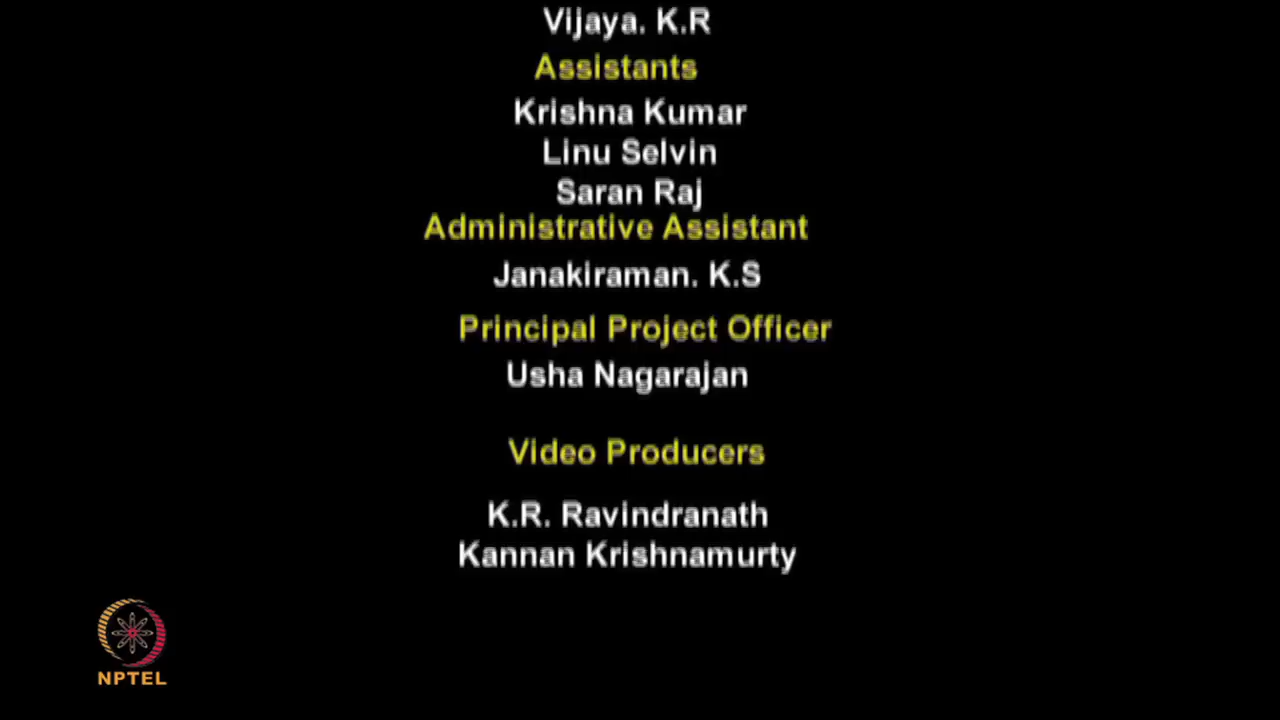 Vijaya. K.R
Assistants
Krishna Kumar
Linu Selvin
Saran Raj
Administrative Assistant
Janakiraman. K.S
Principal Project Officer
Usha Nagarajan
Video Producers
K.R. Ravindranath
Kannan Krishnamurty
NPTEL